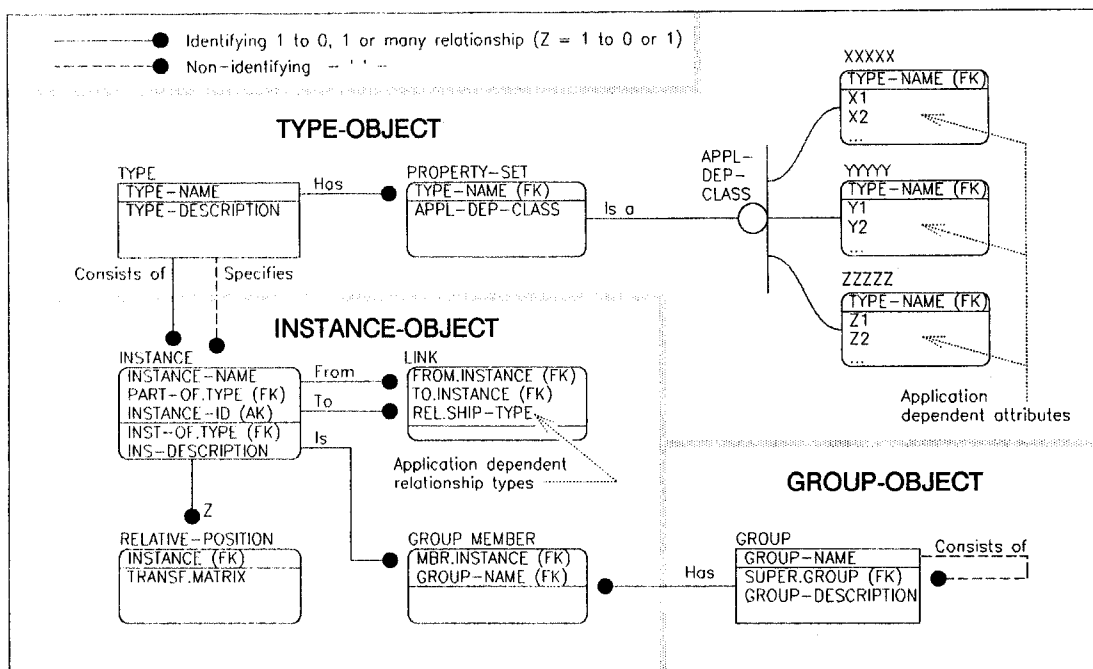 Identifying 1 to 0, 1 or many relationship (Z = 1 to 0 or 1)
Non-identifying - ' ' -
TYPE-OBJECT
TYPE
TYPE-NAME
TYPE-DESCRIPTION
Has
PROPERTY-SET
TYPE-NAME (FK)
APPL-DEP-CLASS
Is a
APPL-
DEP-
CLASS
XXXXX
TYPE-NAME (FK)
X1
X2
...
YYYYY
TYPE-NAME (FK)
Y1
Y2
...
ZZZZZ
TYPE-NAME (FK)
Z1
Z2
...
Application
dependent attributes
Consists of
Specifies
INSTANCE-OBJECT
INSTANCE
INSTANCE-NAME
PART-OF.TYPE (FK)
INSTANCE-ID (AK)
INST-OF.TYPE (FK)
INS-DESCRIPTION
From
To
Is
LINK
FROM.INSTANCE (FK)
TO.INSTANCE (FK)
REL.SHIP-TYPE
Application dependent
relationship types
Z
RELATIVE-POSITION
INSTANCE (FK)
TRANSF.MATRIX
GROUP MEMBER
MBR.INSTANCE (FK)
GROUP-NAME (FK)
Has
GROUP-OBJECT
GROUP
GROUP-NAME
SUPER.GROUP (FK)
GROUP-DESCRIPTION
Consists of